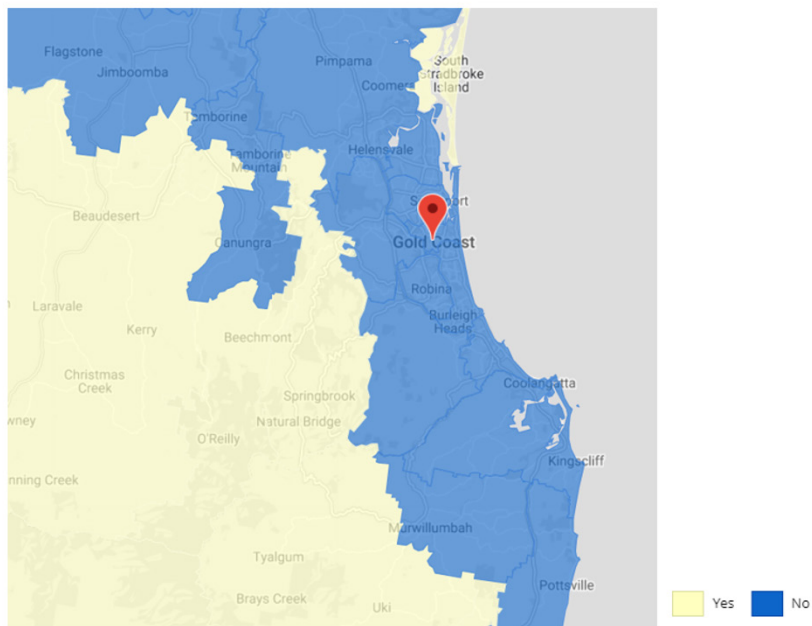 Flagstone
Jimboomba
Pimpama
South
Stradbroke
Island
Coomera
Tamborine
Helensvale
Tamborine
Mountain
Beaudesert
Canungra
Gold Coast
Robina
Laravale
Kerry
Beechmont
Burleigh
Heads
Christmas
Creek
Springbrook
Coolangatta
Natural Bridge
O'Reilly
Kingscliff
nning Creek
Murwillumbah
Tyalgum
Brays Creek
Uki
Pottsville
Yes
No